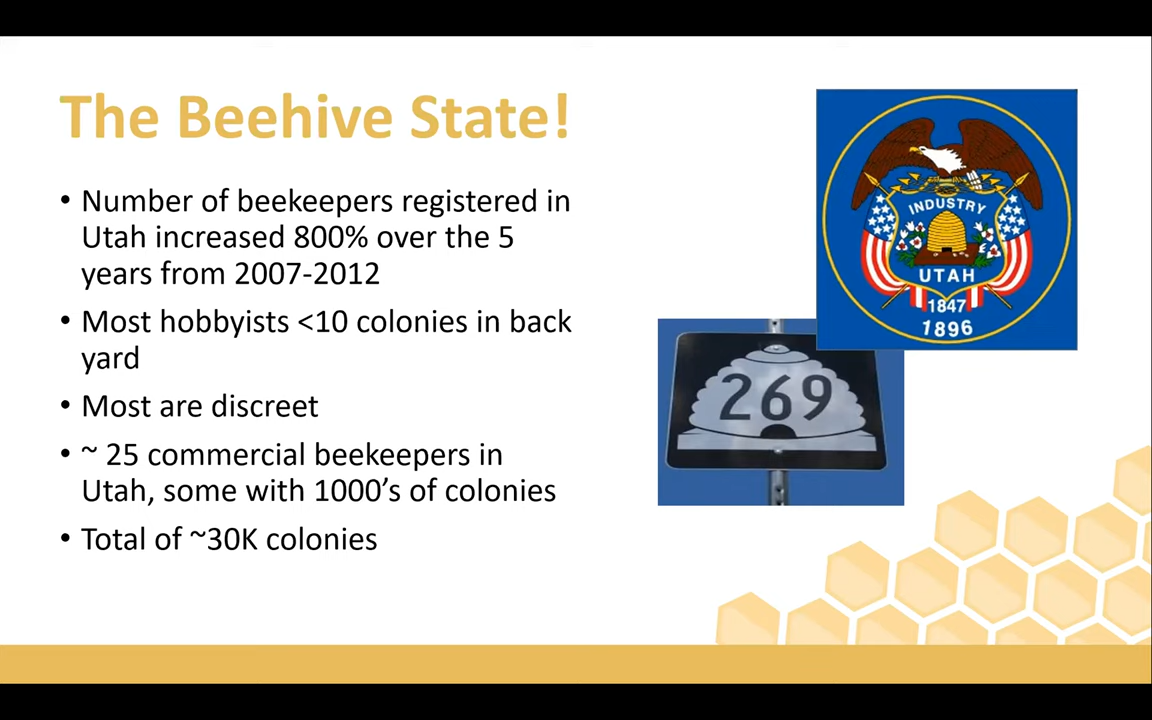 The Beehive State!
• Number of beekeepers registered in
Utah increased 800% over the 5
years from 2007-2012
• Most hobbyists <10 colonies in back
yard
• Most are discreet
• ~ 25 commercial beekeepers in
Utah, some with 1000’s of colonies
• Total of ~30K colonies
INDUSTRY
UTAH
1847
1896
269